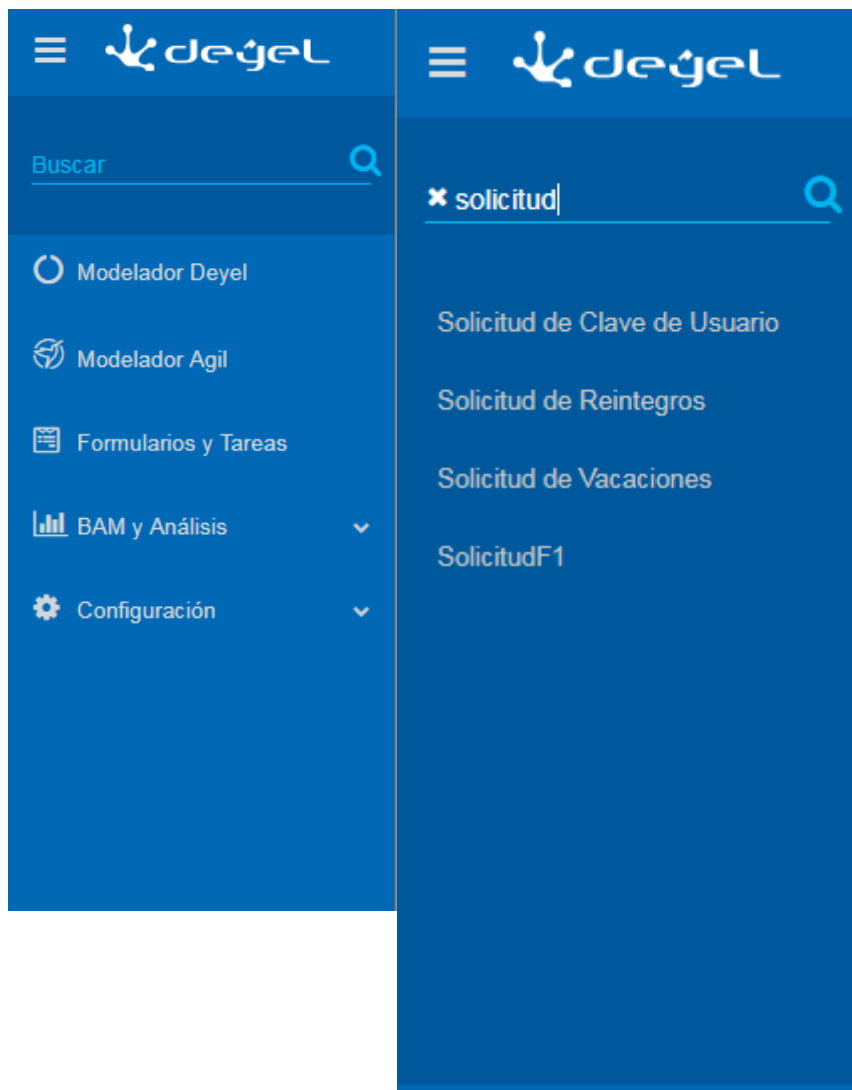 deyel
Buscar
Modelador Deyel
Modelador Agil
Formularios y Tareas
BAM y Análisis
Configuración
deyel
solicitud
Solicitud de Clave de Usuario
Solicitud de Reintegros
Solicitud de Vacaciones
SolicitudF1